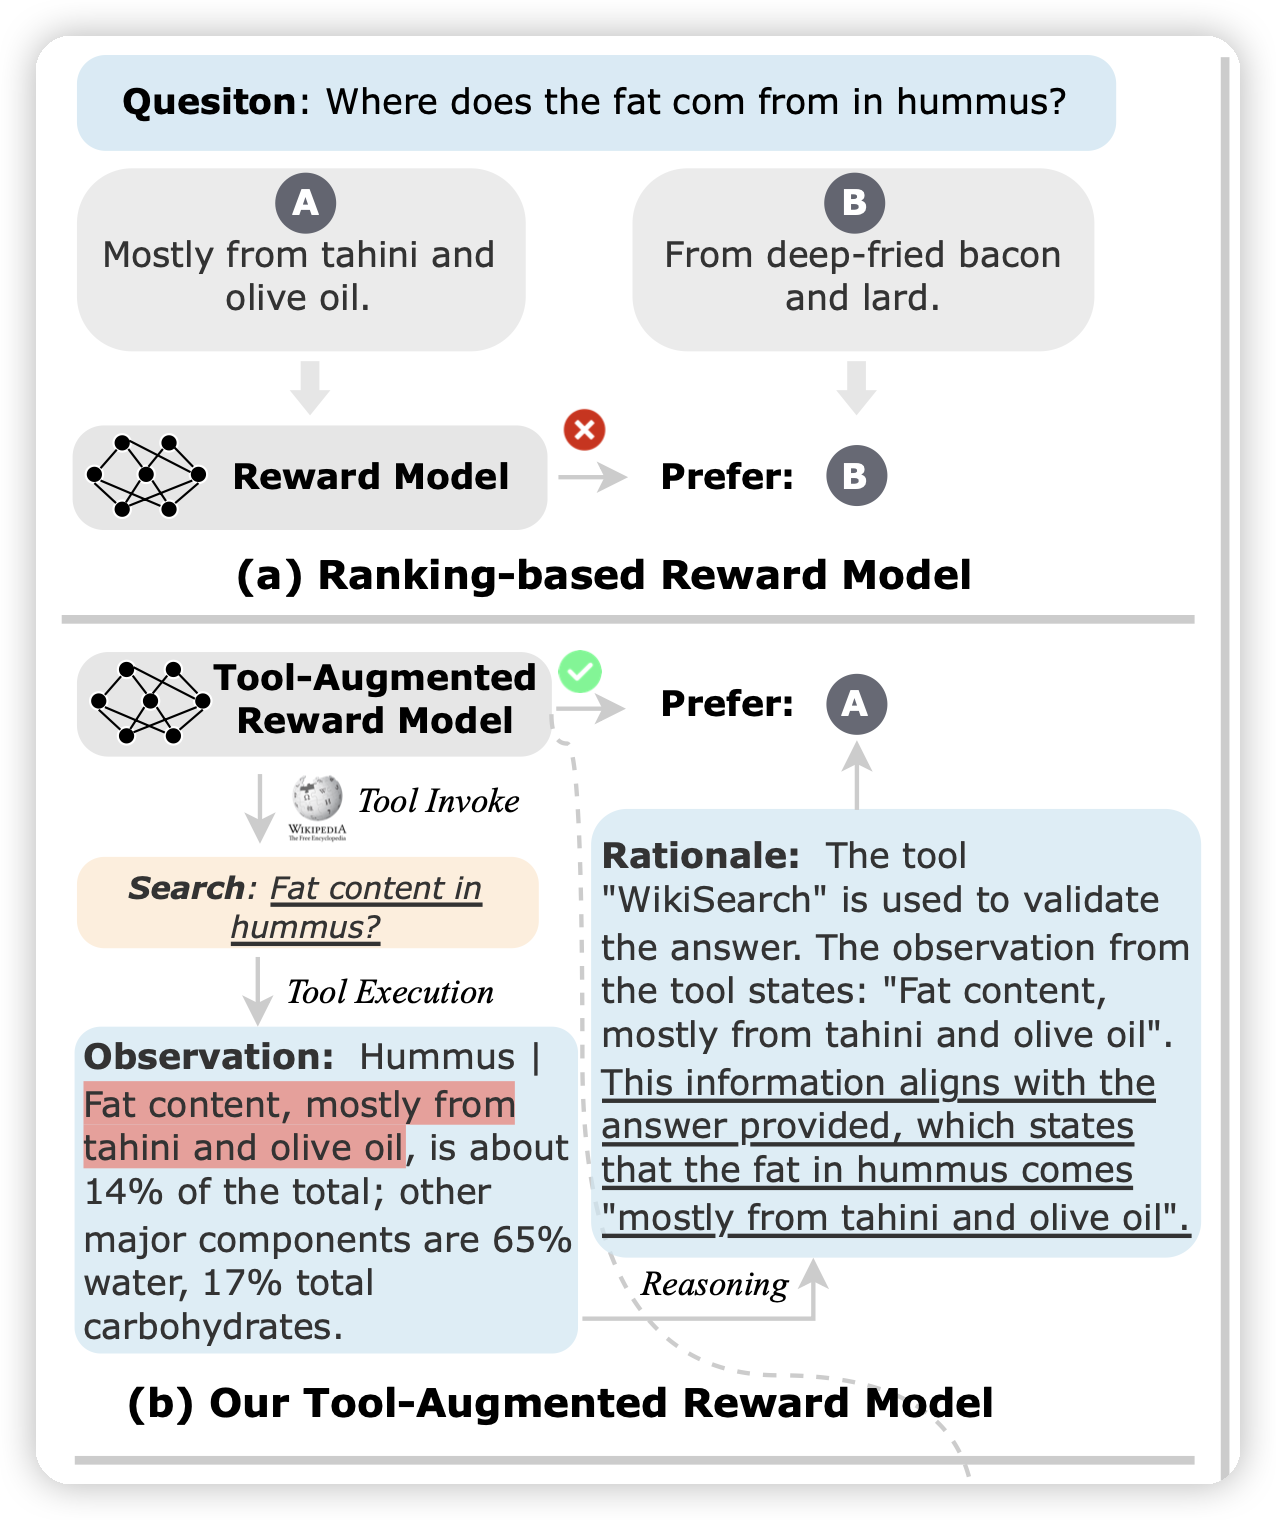 Quesiton: Where does the fat com from in hummus?
A
Mostly from tahini and
olive oil.
B
From deep-fried bacon
and lard.
Reward Model
Prefer:
B
(a) Ranking-based Reward Model
Tool-Augmented
Reward Model
Prefer:
A
WIKIPEDIA
The Free Encyclopedia
Tool Invoke
Search: Fat content in
hummus?
Tool Execution
Observation: Hummus |
Fat content, mostly from
tahini and olive oil, is about
14% of the total; other
major components are 65%
water, 17% total
carbohydrates.
Reasoning
Rationale: The tool
"WikiSearch" is used to validate
the answer. The observation from
the tool states: "Fat content,
mostly from tahini and olive oil".
This information aligns with the
answer provided, which states
that the fat in hummus comes
"mostly from tahini and olive oil".
(b) Our Tool-Augmented Reward Model